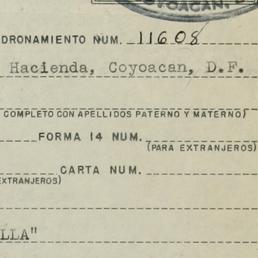 COYOACAN, D.
DRONAMIENTO NUM. 11608
Hacienda, Coyoacan, D.F.
COMPLETO CON APELLIDOS PATERNO Y MATERNO)
FORMA 14 NUM.
(PARA EXTRANJEROS)
CARTA NUM.
EXTRANJEROS)
LLA"